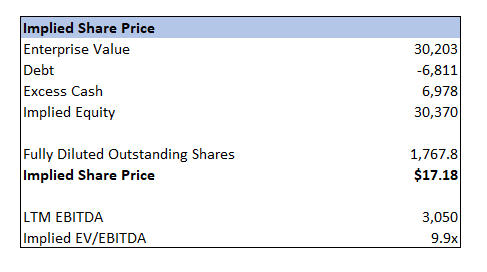 Implied Share Price
Enterprise Value 30,203
Debt -6,811
Excess Cash 6,978
Implied Equity 30,370
Fully Diluted Outstanding Shares 1,767.8
Implied Share Price $17.18
LTM EBITDA 3,050
Implied EV/EBITDA 9.9x